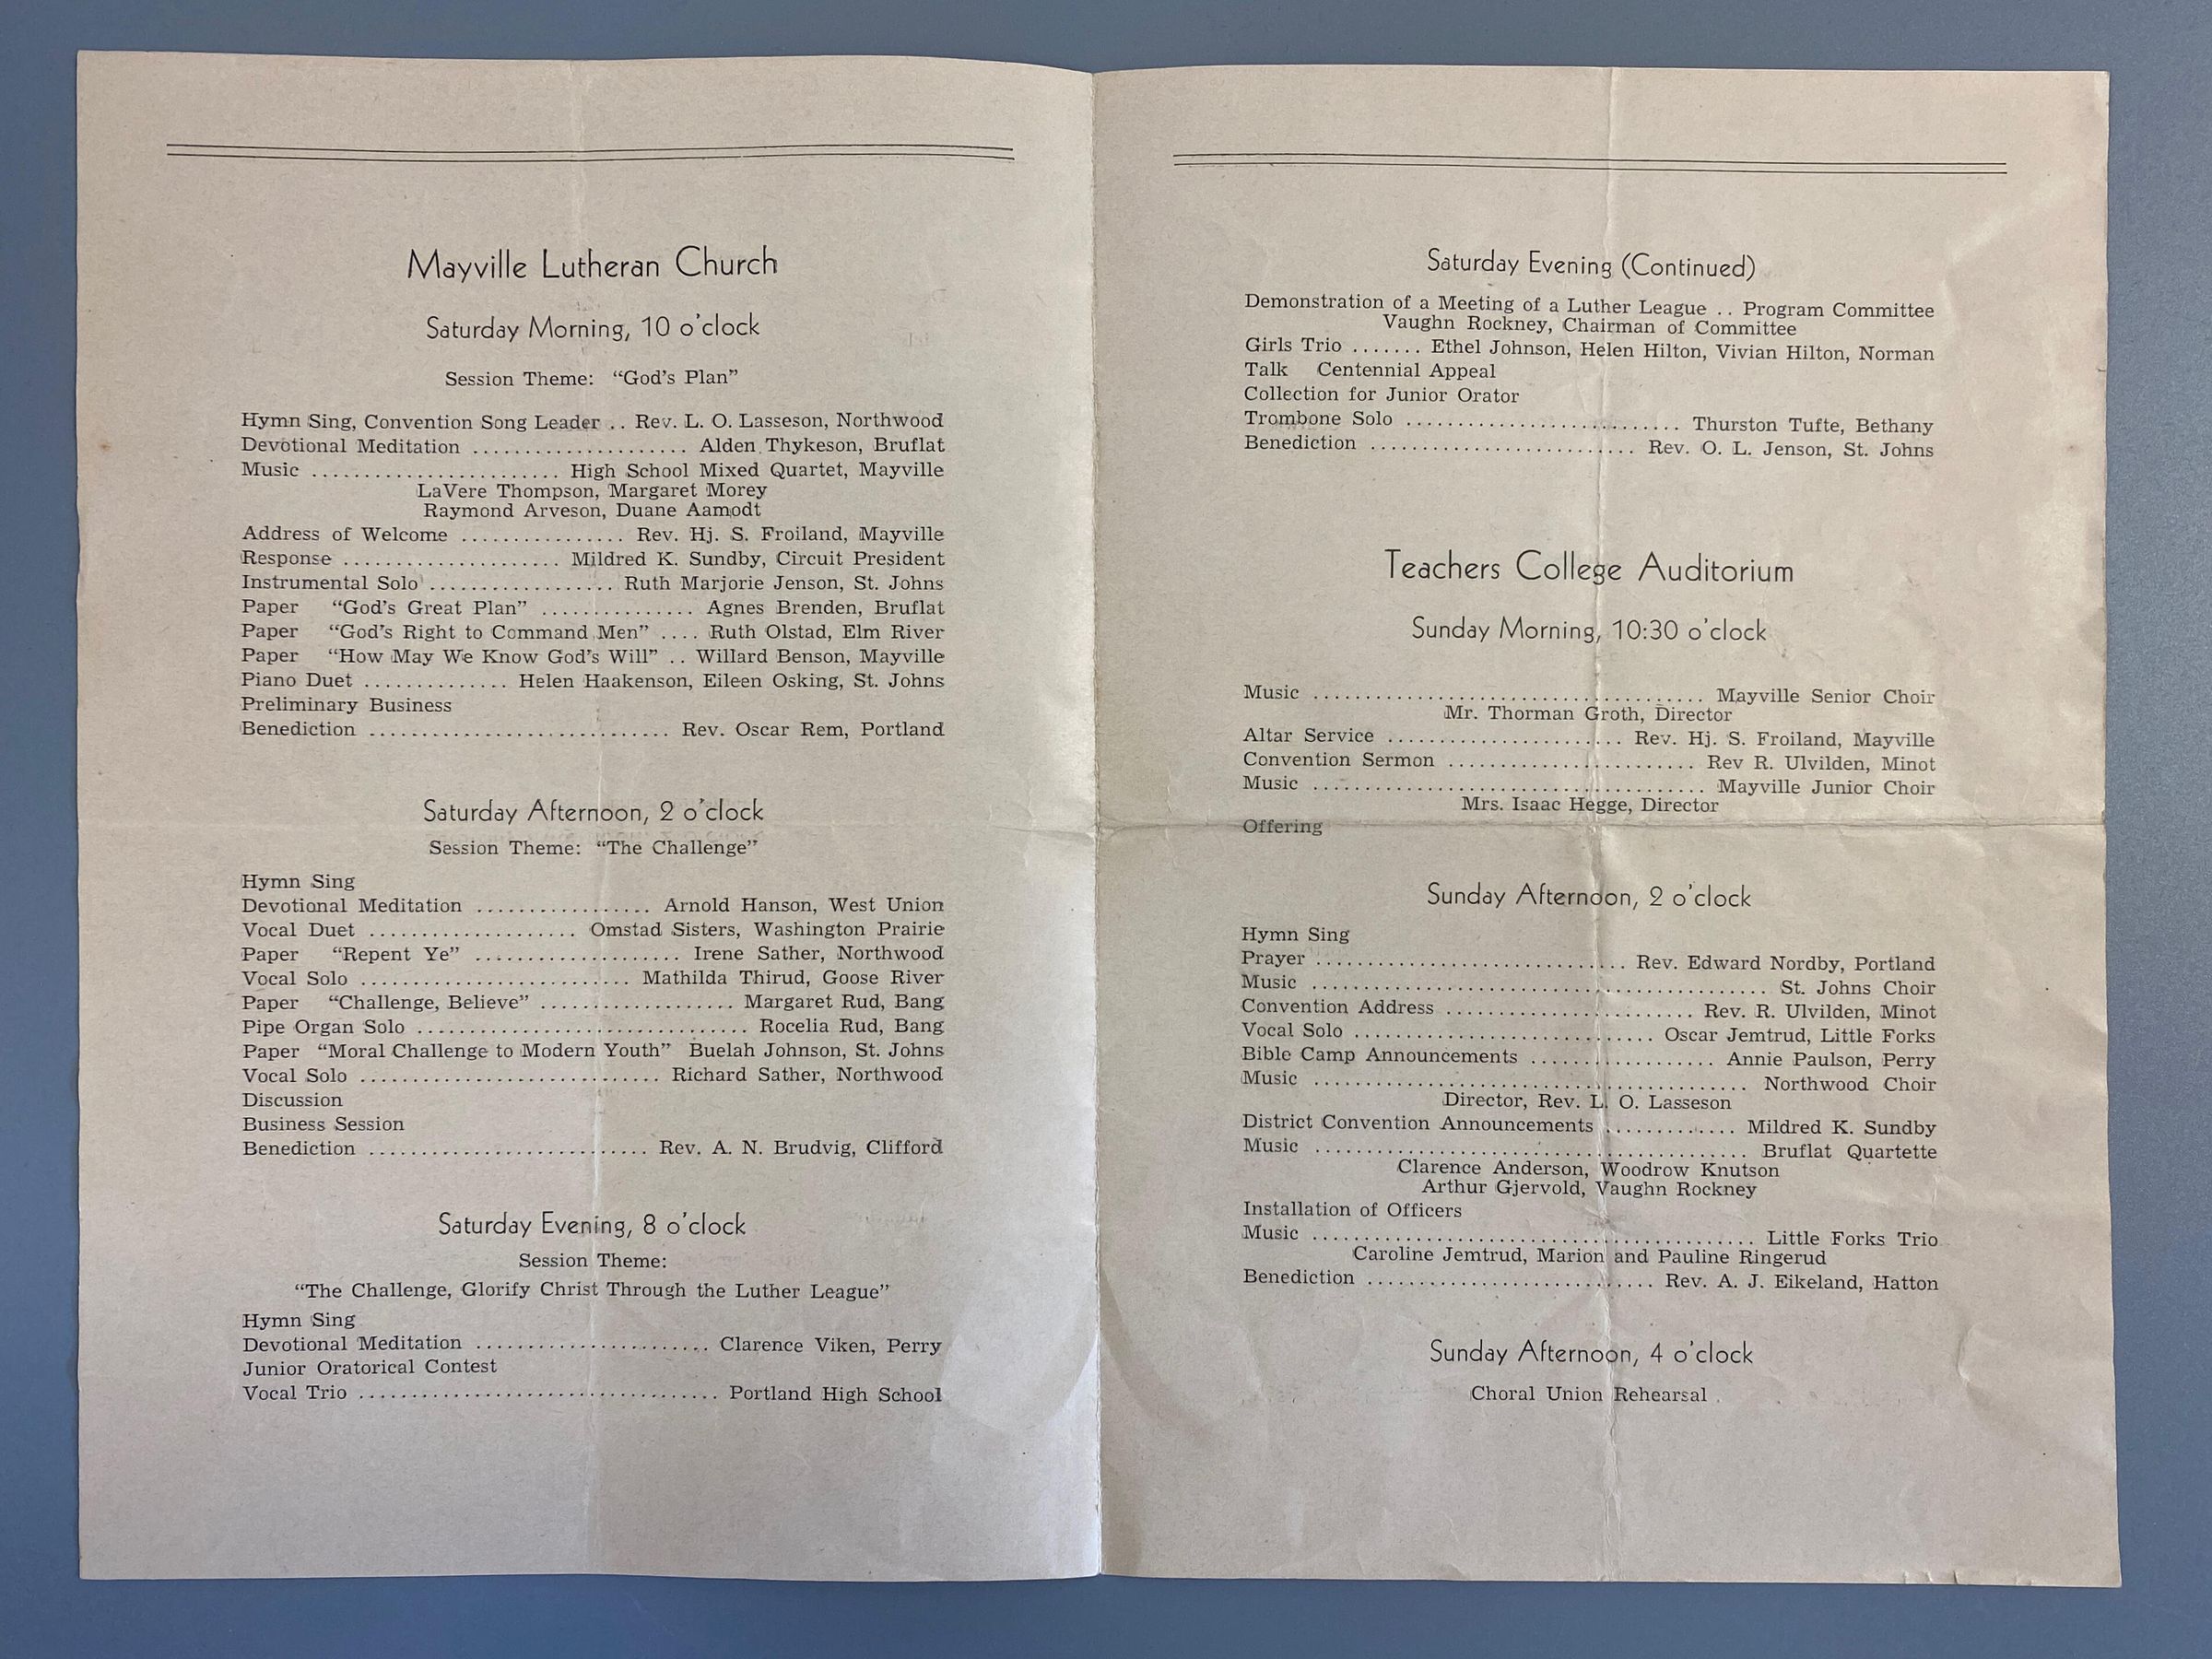 Mayville Lutheran Church
Saturday Morning, 10 o'clock
Session Theme: "God's Plan"
Hymn Sing, Convention Song Leader .. Rev. L. O. Lasseson, Northwood
Devotional Meditation .................... Alden Thykeson, Bruflat
Music ....................... High School Mixed Quartet, Mayville
LaVere Thompson, Margaret Morey
Raymond Arveson, Duane Aamodt
Address of Welcome ................ Rev. Hj. S. Froiland, Mayville
Response ..................... Mildred K. Sundby, Circuit President
Instrumental Solo .................. Ruth Marjorie Jenson, St. Johns
Paper "God's Great Plan" ............... Agnes Brenden, Bruflat
Paper "God's Right to Command Men" .... Ruth Olstad, Elm River
Paper "How May We Know God's Will" .. Willard Benson, Mayville
Piano Duet .............. Helen Haakenson, Eileen Osking, St. Johns
Preliminary Business
Benediction ............................ Rev. Oscar Rem, Portland
Saturday Afternoon, 2 o'clock
Session Theme: "The Challenge"
Hymn Sing
Devotional Meditation ................. Arnold Hanson, West Union
Vocal Duet .................... Omstad Sisters, Washington Prairie
Paper "Repent Ye" .................... Irene Sather, Northwood
Vocal Solo .......................... Mathilda Thirud, Goose River
Paper "Challenge, Believe" ................... Margaret Rud, Bang
Pipe Organ Solo ................................ Rocelia Rud, Bang
Paper "Moral Challenge to Modern Youth" Buelah Johnson, St. Johns
Vocal Solo ............................. Richard Sather, Northwood
Discussion
Business Session
Benediction ........................... Rev. A. N. Brudvig, Clifford
Saturday Evening, 8 o'clock
Session Theme:
"The Challenge, Glorify Christ Through the Luther League"
Hymn Sing
Devotional Meditation ....................... Clarence Viken, Perry
Junior Oratorical Contest
Vocal Trio ................................... Portland High School
Saturday Evening (Continued)
Demonstration of a Meeting of a Luther League .. Program Committee
Vaughn Rockney, Chairman of Committee
Girls Trio ....... Ethel Johnson, Helen Hilton, Vivian Hilton, Norman
Talk Centennial Appeal
Collection for Junior Orator
Trombone Solo .......................... Thurston Tufte, Bethany
Benediction ......................... Rev. O. L. Jenson, St. Johns
Teachers College Auditorium
Sunday Morning, 10:30 o'clock
Music ...................................... Mayville Senior Choir
Mr. Thorman Groth, Director
Altar Service ...................... Rev. Hj. S. Froiland, Mayville
Convention Sermon ....................... Rev R. Ulvilden, Minot
Music ...................................... Mayville Junior Choir
Mrs. Isaac Hegge, Director
Offering
Sunday Afternoon, 2 o'clock
Hymn Sing
Prayer .............................. Rev. Edward Nordby, Portland
Music ............................................ St. Johns Choir
Convention Address ........................ Rev. R. Ulvilden, Minot
Vocal Solo ............................. Oscar Jemtrud, Little Forks
Bible Camp Announcements .................. Annie Paulson, Perry
Music .......................................... Northwood Choir
Director, Rev. L. O. Lasseson
District Convention Announcements ............. Mildred K. Sundby
Music .......................................... Bruflat Quartette
Clarence Anderson, Woodrow Knutson
Arthur Gjervold, Vaughn Rockney
Installation of Officers
Music ........................................... Little Forks Trio
Caroline Jemtrud, Marion and Pauline Ringerud
Benediction ............................ Rev. A. J. Eikeland, Hatton
Sunday Afternoon, 4 o'clock
Choral Union Rehearsal